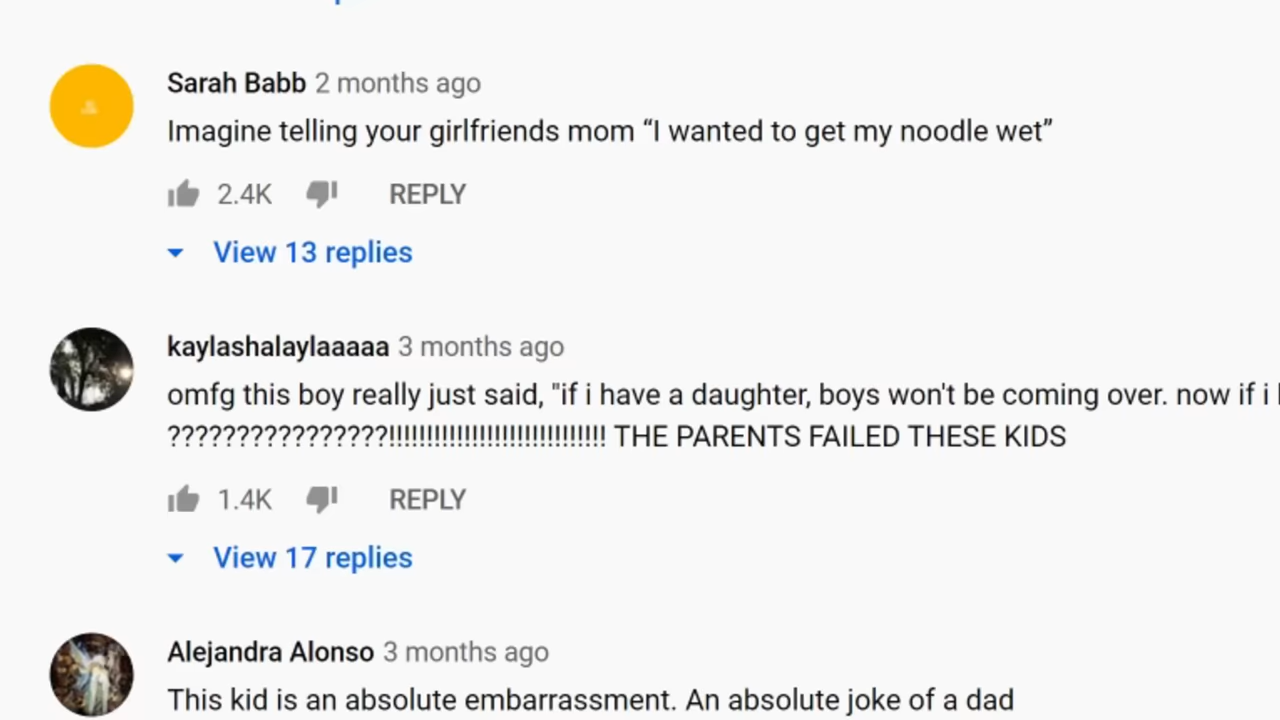 Sarah Babb 2 months ago
Imagine telling your girlfriends mom “I wanted to get my noodle wet”
2.4K REPLY
View 13 replies
kaylashalaylaaaaa 3 months ago
omfg this boy really just said, "if i have a daughter, boys won't be coming over. now if i
????????????????!!!!!!!!!!!!!!!!!!!!!!!!!!!!! THE PARENTS FAILED THESE KIDS
1.4K REPLY
View 17 replies
Alejandra Alonso 3 months ago
This kid is an absolute embarrassment. An absolute joke of a dad